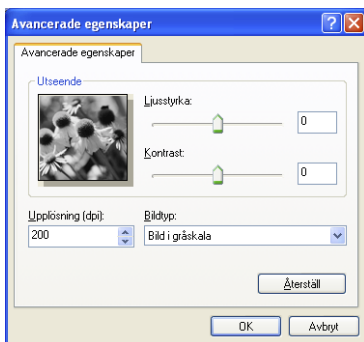 Avancerade egenskaper
Avancerade egenskaper
Utseende
Ljusstyrka:
0
Kontrast:
0
Upplösning (dpi):
Bildtyp:
200
Bild i gråskala
Återställ
OK
Avbryt